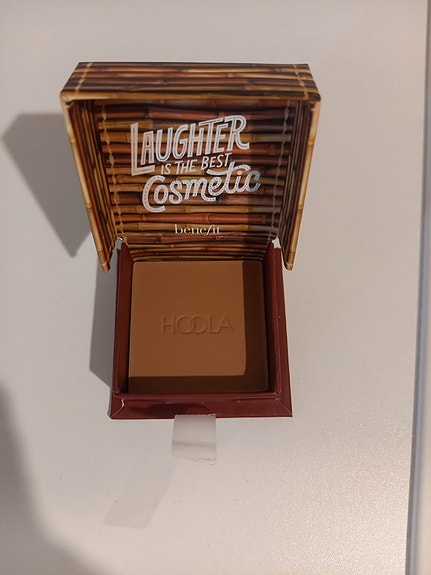 LAUGHTER
IS THE BEST
Cosmetic
benefit
HOOLA